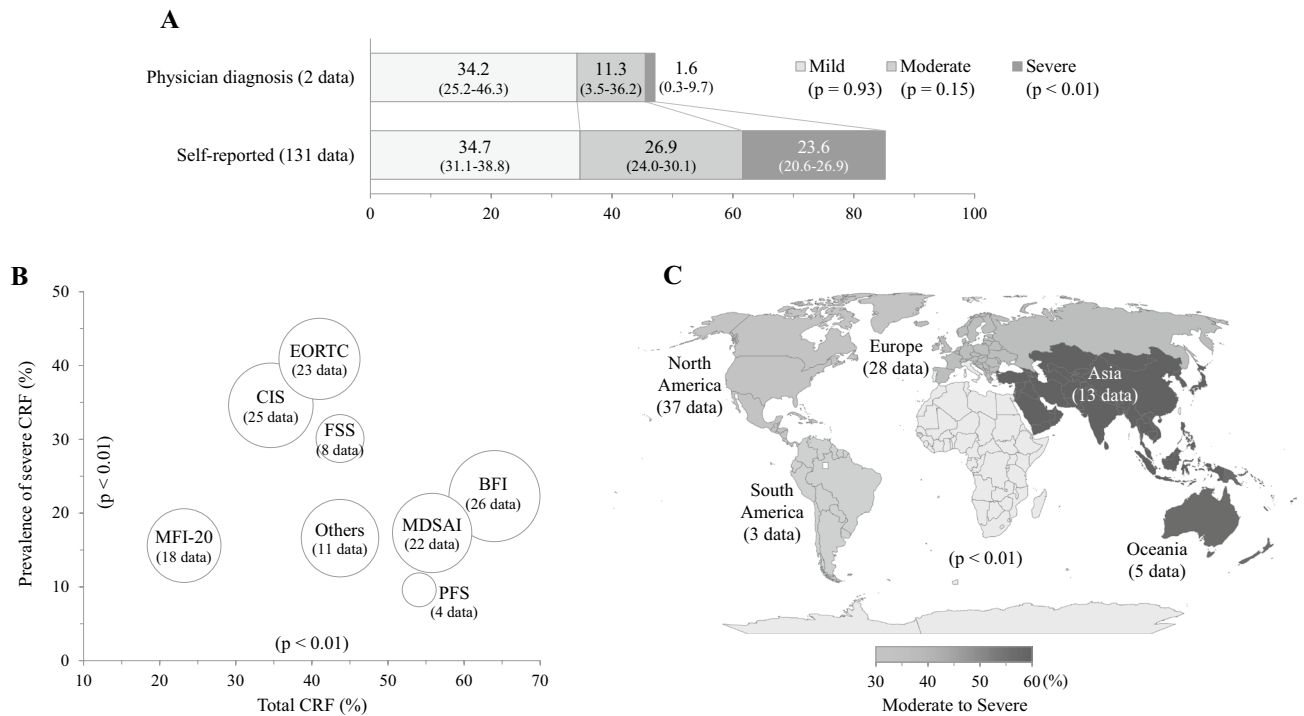 A
Physician diagnosis (2 data)
34.2
(25.2-46.3)
11.3
(3.5-36.2)
1.6
(0.3-9.7)
Mild
(p = 0.93)
Moderate
(p = 0.15)
Severe
(p < 0.01)
Self-reported (131 data)
34.7
(31.1-38.8)
26.9
(24.0-30.1)
23.6
(20.6-26.9)
0 20 40 60 80 100
B
Prevalence of severe CRF (%)
(p < 0.01)
50
40
30
20
10
0
EORTC
(23 data)
CIS
(25 data)
FSS
(8 data)
BFI
(26 data)
MDSAI
(22 data)
Others
(11 data)
MFI-20
(18 data)
PFS
(4 data)
(p < 0.01)
10 20 30 40 50 60 70
Total CRF (%)
C
North
America
(37 data)
Europe
(28 data)
Asia
(13 data)
South
America
(3 data)
Oceania
(5 data)
(p < 0.01)
30 40 50 60 (%)
Moderate to Severe